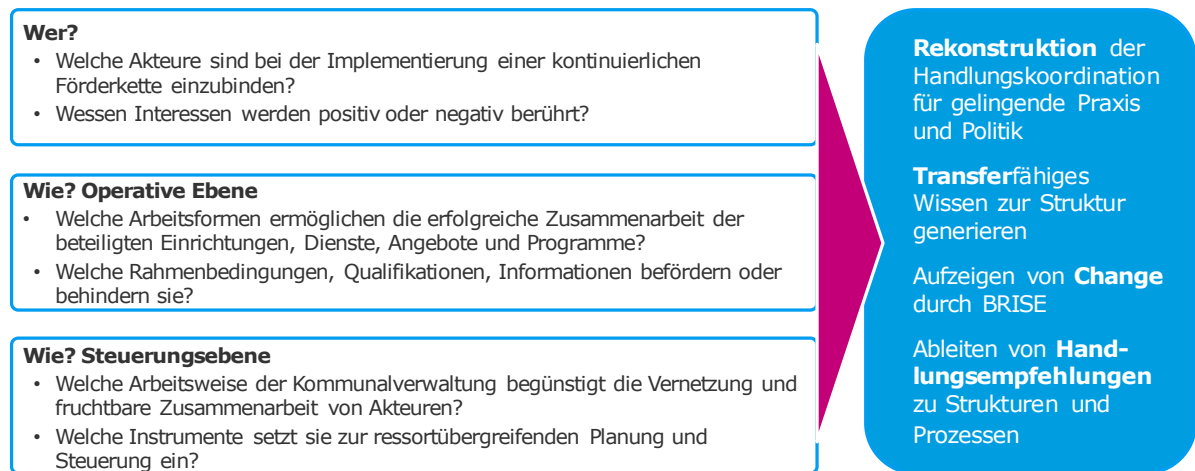 Wer?
• Welche Akteure sind bei der Implementierung einer kontinuierlichen
Förderkette einzubinden?
• Wessen Interessen werden positiv oder negativ berührt?
Wie? Operative Ebene
• Welche Arbeitsformen ermöglichen die erfolgreiche Zusammenarbeit der
beteiligten Einrichtungen, Dienste, Angebote und Programme?
• Welche Rahmenbedingungen, Qualifikationen, Informationen befördern oder
behindern sie?
Wie? Steuerungsebene
• Welche Arbeitsweise der Kommunalverwaltung begünstigt die Vernetzung und
fruchtbare Zusammenarbeit von Akteuren?
• Welche Instrumente setzt sie zur ressortübergreifenden Planung und
Steuerung ein?
Rekonstruktion der
Handlungskoordination
für gelingende Praxis
und Politik
Transferfähiges
Wissen zur Struktur
generieren
Aufzeigen von Change
durch BRISE
Ableiten von Hand-
lungsempfehlungen
zu Strukturen und
Prozessen